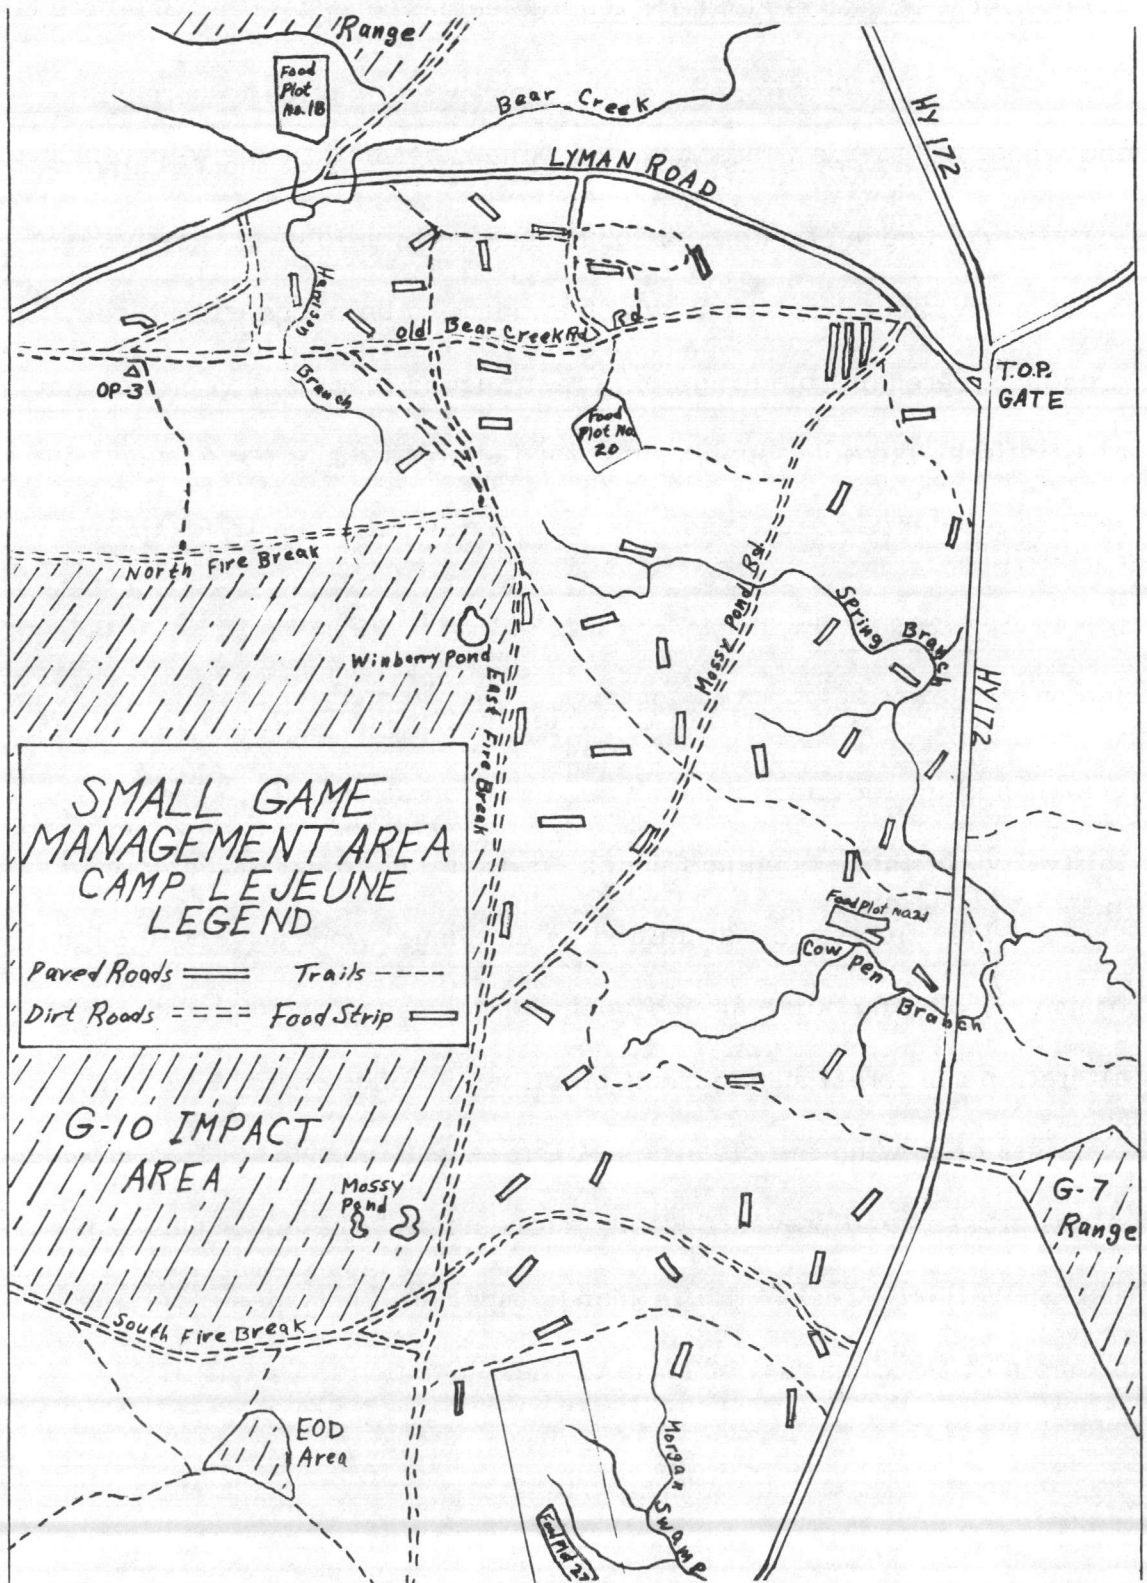 Range
Food
Plot
No. 18
Bear Creek
HY 172
LYMAN ROAD
Harrison
Branch
Old Bear Creek Rd
Rd
OP-3
T.O.P.
GATE
Food
Plot No.
20
North Fire Break
Mossy Pond Rd
Spring Branch
Winberry Pond
East Fire Break
HY 172
SMALL GAME
MANAGEMENT AREA
CAMP LEJEUNE
LEGEND
Paved Roads
Trails
Dirt Roads
Food Strip
Food Plot No. 21
Cow Pen
Branch
G-10 IMPACT
AREA
Mossy
Pond
G-7
Range
South Fire Break
EOD
Area
Morgan Swamp